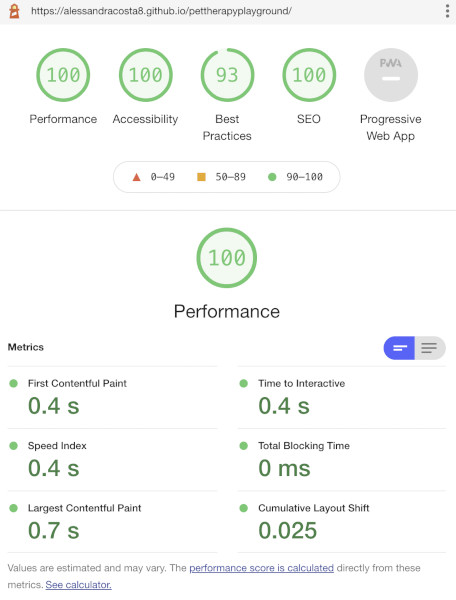 https://alessandracosta8.github.io/pettherapyplayground/
100 100 93 100 PWA
Performance Accessibility Best Practices SEO Progressive Web App
0–49 50–89 90–100
100
Performance
Metrics
First Contentful Paint
0.4 s
Time to Interactive
0.4 s
Speed Index
0.4 s
Total Blocking Time
0 ms
Largest Contentful Paint
0.7 s
Cumulative Layout Shift
0.025
Values are estimated and may vary. The performance score is calculated directly from these
metrics. See calculator.